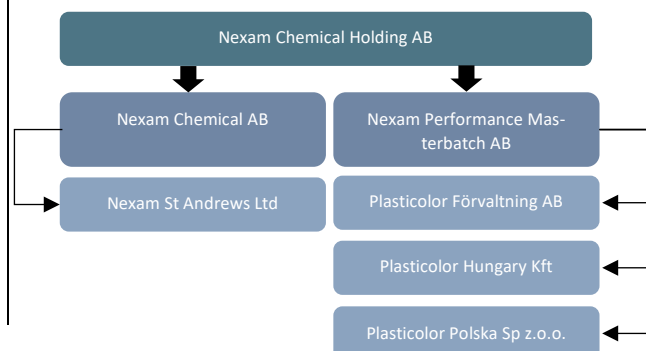 Nexam Chemical Holding AB
Nexam Chemical AB
Nexam Performance Mas-
terbatch AB
Nexam St Andrews Ltd
Plasticolor Förvaltning AB
Plasticolor Hungary Kft
Plasticolor Polska Sp z.o.o.